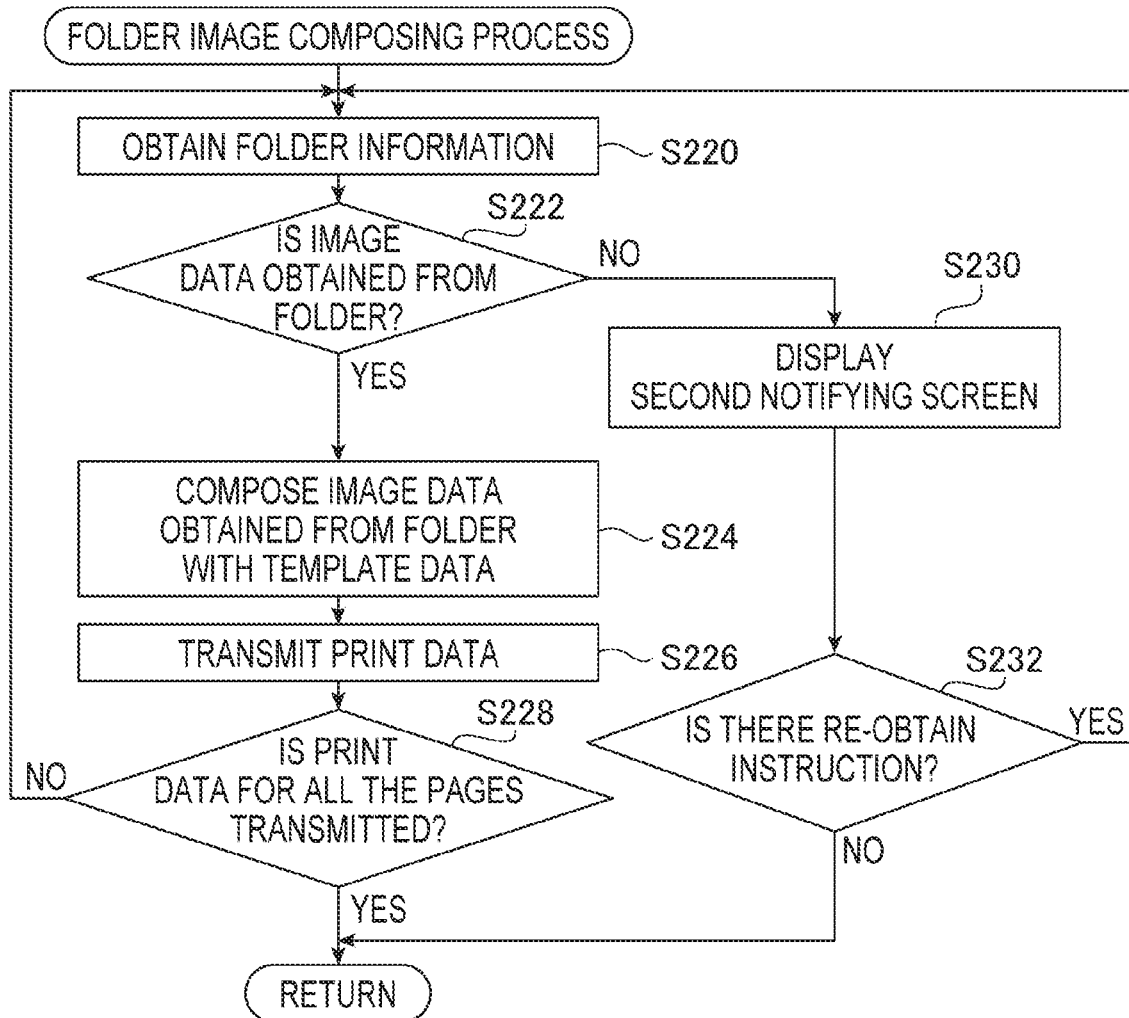 FOLDER IMAGE COMPOSING PROCESS
OBTAIN FOLDER INFORMATION
S220
S222
IS IMAGE
DATA OBTAINED FROM
FOLDER?
NO
YES
S230
DISPLAY
SECOND NOTIFYING SCREEN
COMPOSE IMAGE DATA
OBTAINED FROM FOLDER
WITH TEMPLATE DATA
S224
TRANSMIT PRINT DATA
S226
S228
IS PRINT
DATA FOR ALL THE PAGES
TRANSMITTED?
NO
YES
S232
IS THERE RE-OBTAIN
INSTRUCTION?
YES
NO
RETURN